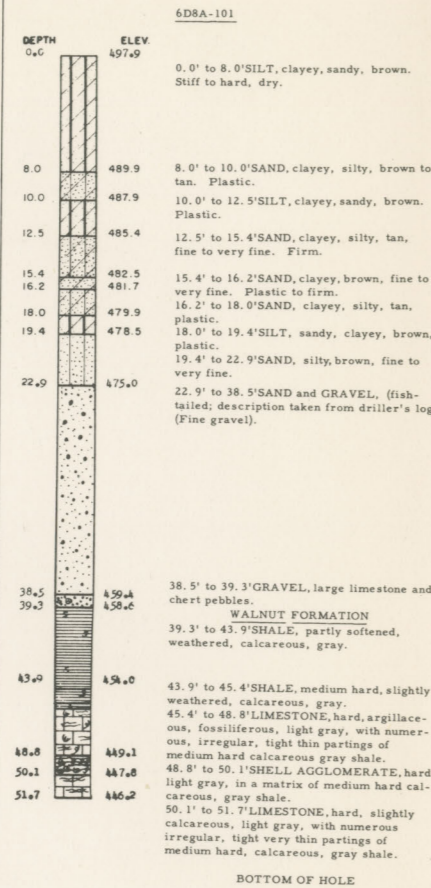 6D8A-101
DEPTH ELEV.
0.0 497.9
0.0' to 8.0'SILT, clayey, sandy, brown.
Stiff to hard, dry.
8.0 489.9
8.0' to 10.0'SAND, clayey, silty, brown to
tan. Plastic.
10.0 487.9
10.0' to 12.5'SILT, clayey, sandy, brown.
Plastic.
12.5 485.4
12.5' to 15.4'SAND, clayey, silty, tan,
fine to very fine. Firm.
15.4 482.5
15.4' to 16.2'SAND, clayey, brown, fine to
very fine. Plastic to firm.
16.2 481.7
16.2' to 18.0'SAND, clayey, silty, tan,
plastic.
18.0 479.9
18.0' to 19.4'SILT, sandy, clayey, brown,
plastic.
19.4 478.5
19.4' to 22.9'SAND, silty, brown, fine to
very fine.
22.9 475.0
22.9' to 38.5'SAND and GRAVEL, (fish-
tailed; description taken from driller's log
(Fine gravel).
38.5 459.4
38.5' to 39.3'GRAVEL, large limestone and
chert pebbles.
39.3 458.6
WALNUT FORMATION
39.3' to 43.9'SHALE, partly softened,
weathered, calcareous, gray.
43.9 454.0
43.9' to 45.4'SHALE, medium hard, slightly
weathered, calcareous, gray.
45.4' to 48.8'LIMESTONE, hard, argillace-
ous, fossiliferous, light gray, with numer-
ous, irregular, tight thin partings of
medium hard calcareous gray shale.
48.8 449.1
48.8' to 50.1'SHELL AGGLOMERATE, hard
light gray, in a matrix of medium hard cal-
careous, gray shale.
50.1 447.8
50.1' to 51.7'LIMESTONE, hard, slightly
calcareous, light gray, with numerous
irregular, tight very thin partings of
medium hard, calcareous, gray shale.
51.7 446.2
BOTTOM OF HOLE